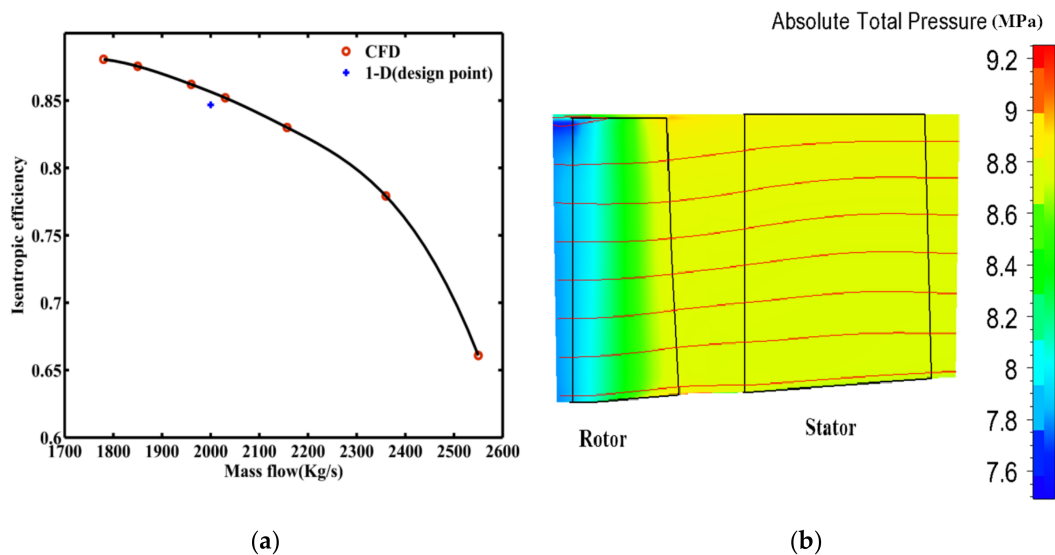 CFD
1-D(design point)
Isentropic efficiency
0.85
0.8
0.75
0.7
0.65
0.6
1700 1800 1900 2000 2100 2200 2300 2400 2500 2600
Mass flow(Kg/s)
(a)
Absolute Total Pressure (MPa)
9.2
9
8.8
8.6
8.4
8.2
8
7.8
7.6
Rotor
Stator
(b)